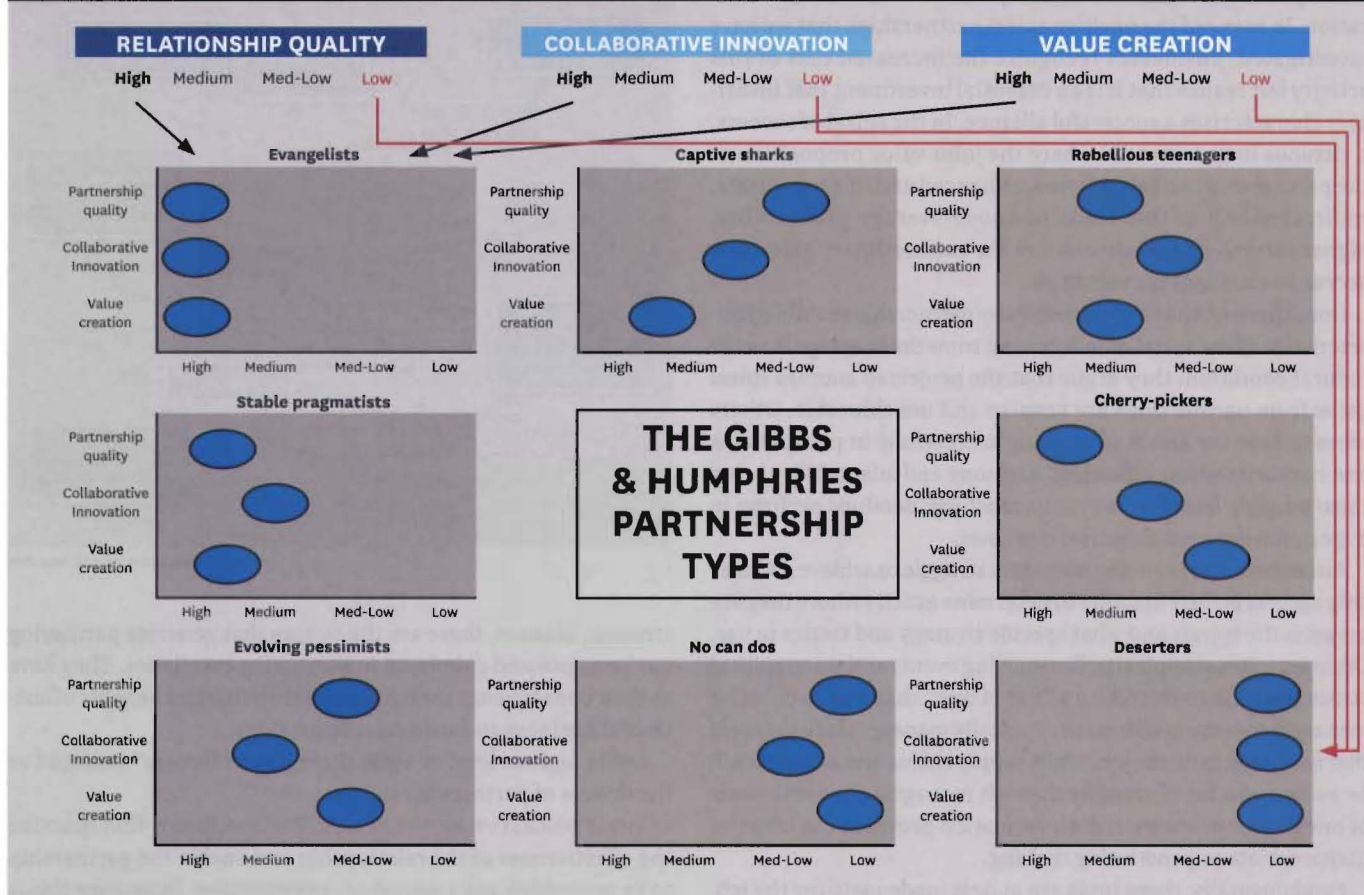 RELATIONSHIP QUALITY
High Medium Med-Low Low
COLLABORATIVE INNOVATION
High Medium Med-Low Low
VALUE CREATION
High Medium Med-Low Low
Evangelists
Partnership
quality
Collaborative
Innovation
Value
creation
High Medium Med-Low Low
Captive sharks
Partnership
quality
Collaborative
Innovation
Value
creation
High Medium Med-Low Low
Rebellious teenagers
Partnership
quality
Collaborative
Innovation
Value
creation
High Medium Med-Low Low
Stable pragmatists
Partnership
quality
Collaborative
Innovation
Value
creation
High Medium Med-Low Low
THE GIBBS
& HUMPHRIES
PARTNERSHIP
TYPES
Cherry-pickers
Partnership
quality
Collaborative
Innovation
Value
creation
High Medium Med-Low Low
Evolving pessimists
Partnership
quality
Collaborative
Innovation
Value
creation
High Medium Med-Low Low
No can dos
Partnership
quality
Collaborative
Innovation
Value
creation
High Medium Med-Low Low
Deserters
Partnership
quality
Collaborative
Innovation
Value
creation
High Medium Med-Low Low